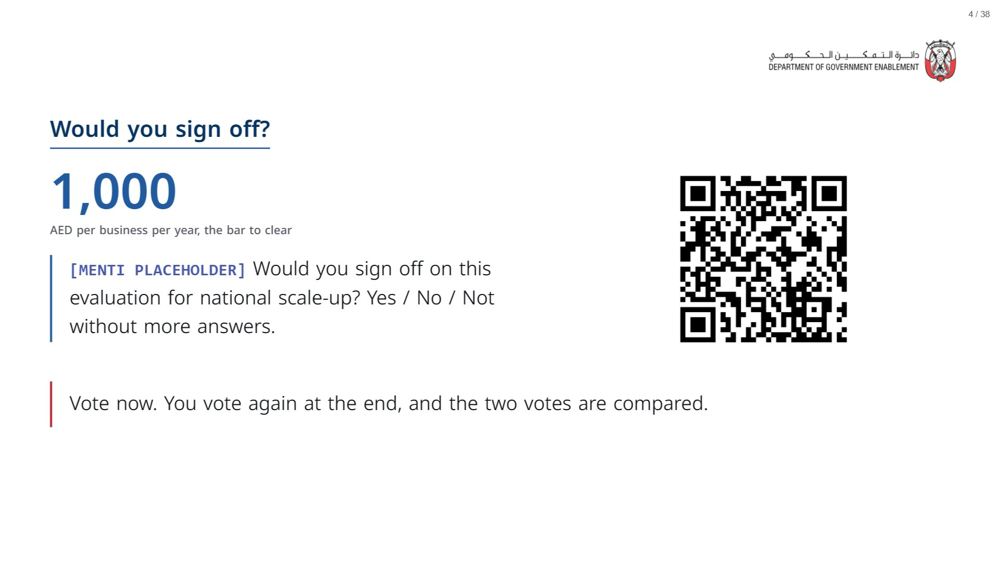 4 / 38
دائرة التمكين الحكومي
DEPARTMENT OF GOVERNMENT ENABLEMENT
Would you sign off?
1,000
AED per business per year, the bar to clear
[MENTI PLACEHOLDER] Would you sign off on this
evaluation for national scale-up? Yes / No / Not
without more answers.
Vote now. You vote again at the end, and the two votes are compared.